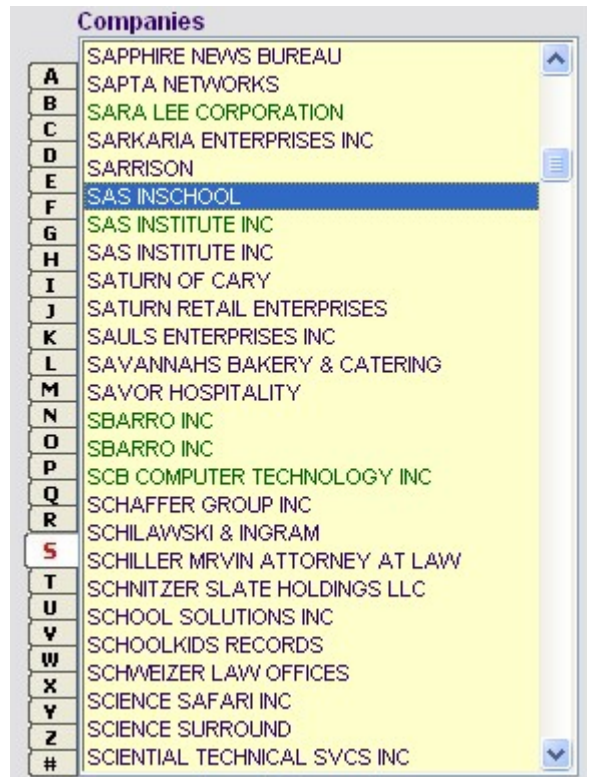 Companies
A
B
C
D
E
F
G
H
I
J
K
L
M
N
O
P
Q
R
S
T
U
V
W
X
Y
Z
#
SAPPHIRE NEWS BUREAU
SAPTA NETWORKS
SARA LEE CORPORATION
SARKARIA ENTERPRISES INC
SARRISON
SAS INSCHOOL
SAS INSTITUTE INC
SAS INSTITUTE INC
SATURN OF CARY
SATURN RETAIL ENTERPRISES
SAULS ENTERPRISES INC
SAVANNAHS BAKERY & CATERING
SAVOR HOSPITALITY
SBARRO INC
SBARRO INC
SCB COMPUTER TECHNOLOGY INC
SCHAFFER GROUP INC
SCHILAWSKI & INGRAM
SCHILLER MRVIN ATTORNEY AT LAW
SCHNITZER SLATE HOLDINGS LLC
SCHOOL SOLUTIONS INC
SCHOOLKIDS RECORDS
SCHWEIZER LAW OFFICES
SCIENCE SAFARI INC
SCIENCE SURROUND
SCIENTIAL TECHNICAL SVCS INC